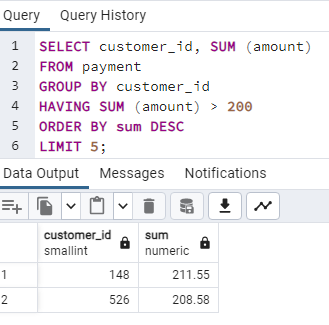 Query Query History
1 SELECT customer_id, SUM (amount)
2 FROM payment
3 GROUP BY customer_id
4 HAVING SUM (amount) > 200
5 ORDER BY sum DESC
6 LIMIT 5;
Data Output Messages Notifications
customer_id sum
smallint numeric
1 148 211.55
2 526 208.58